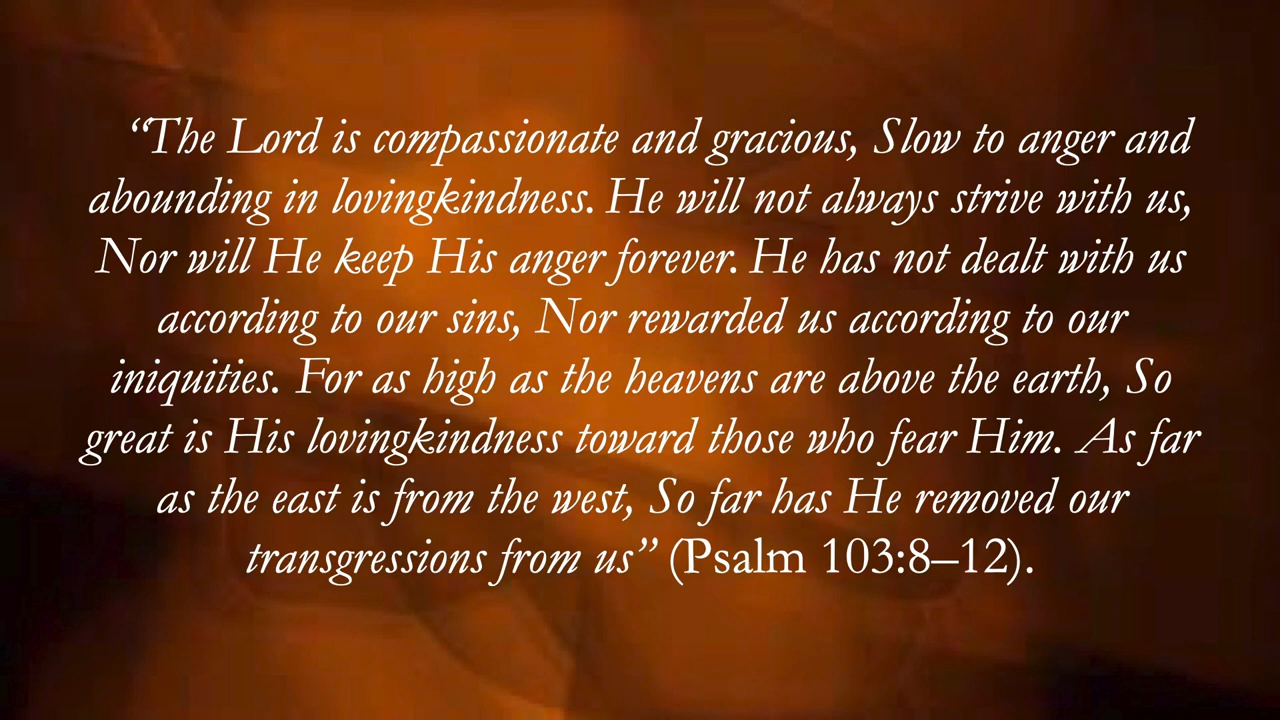 “The Lord is compassionate and gracious, Slow to anger and
abounding in lovingkindness. He will not always strive with us,
Nor will He keep His anger forever. He has not dealt with us
according to our sins, Nor rewarded us according to our
iniquities. For as high as the heavens are above the earth, So
great is His lovingkindness toward those who fear Him. As far
as the east is from the west, So far has He removed our
transgressions from us” (Psalm 103:8–12).